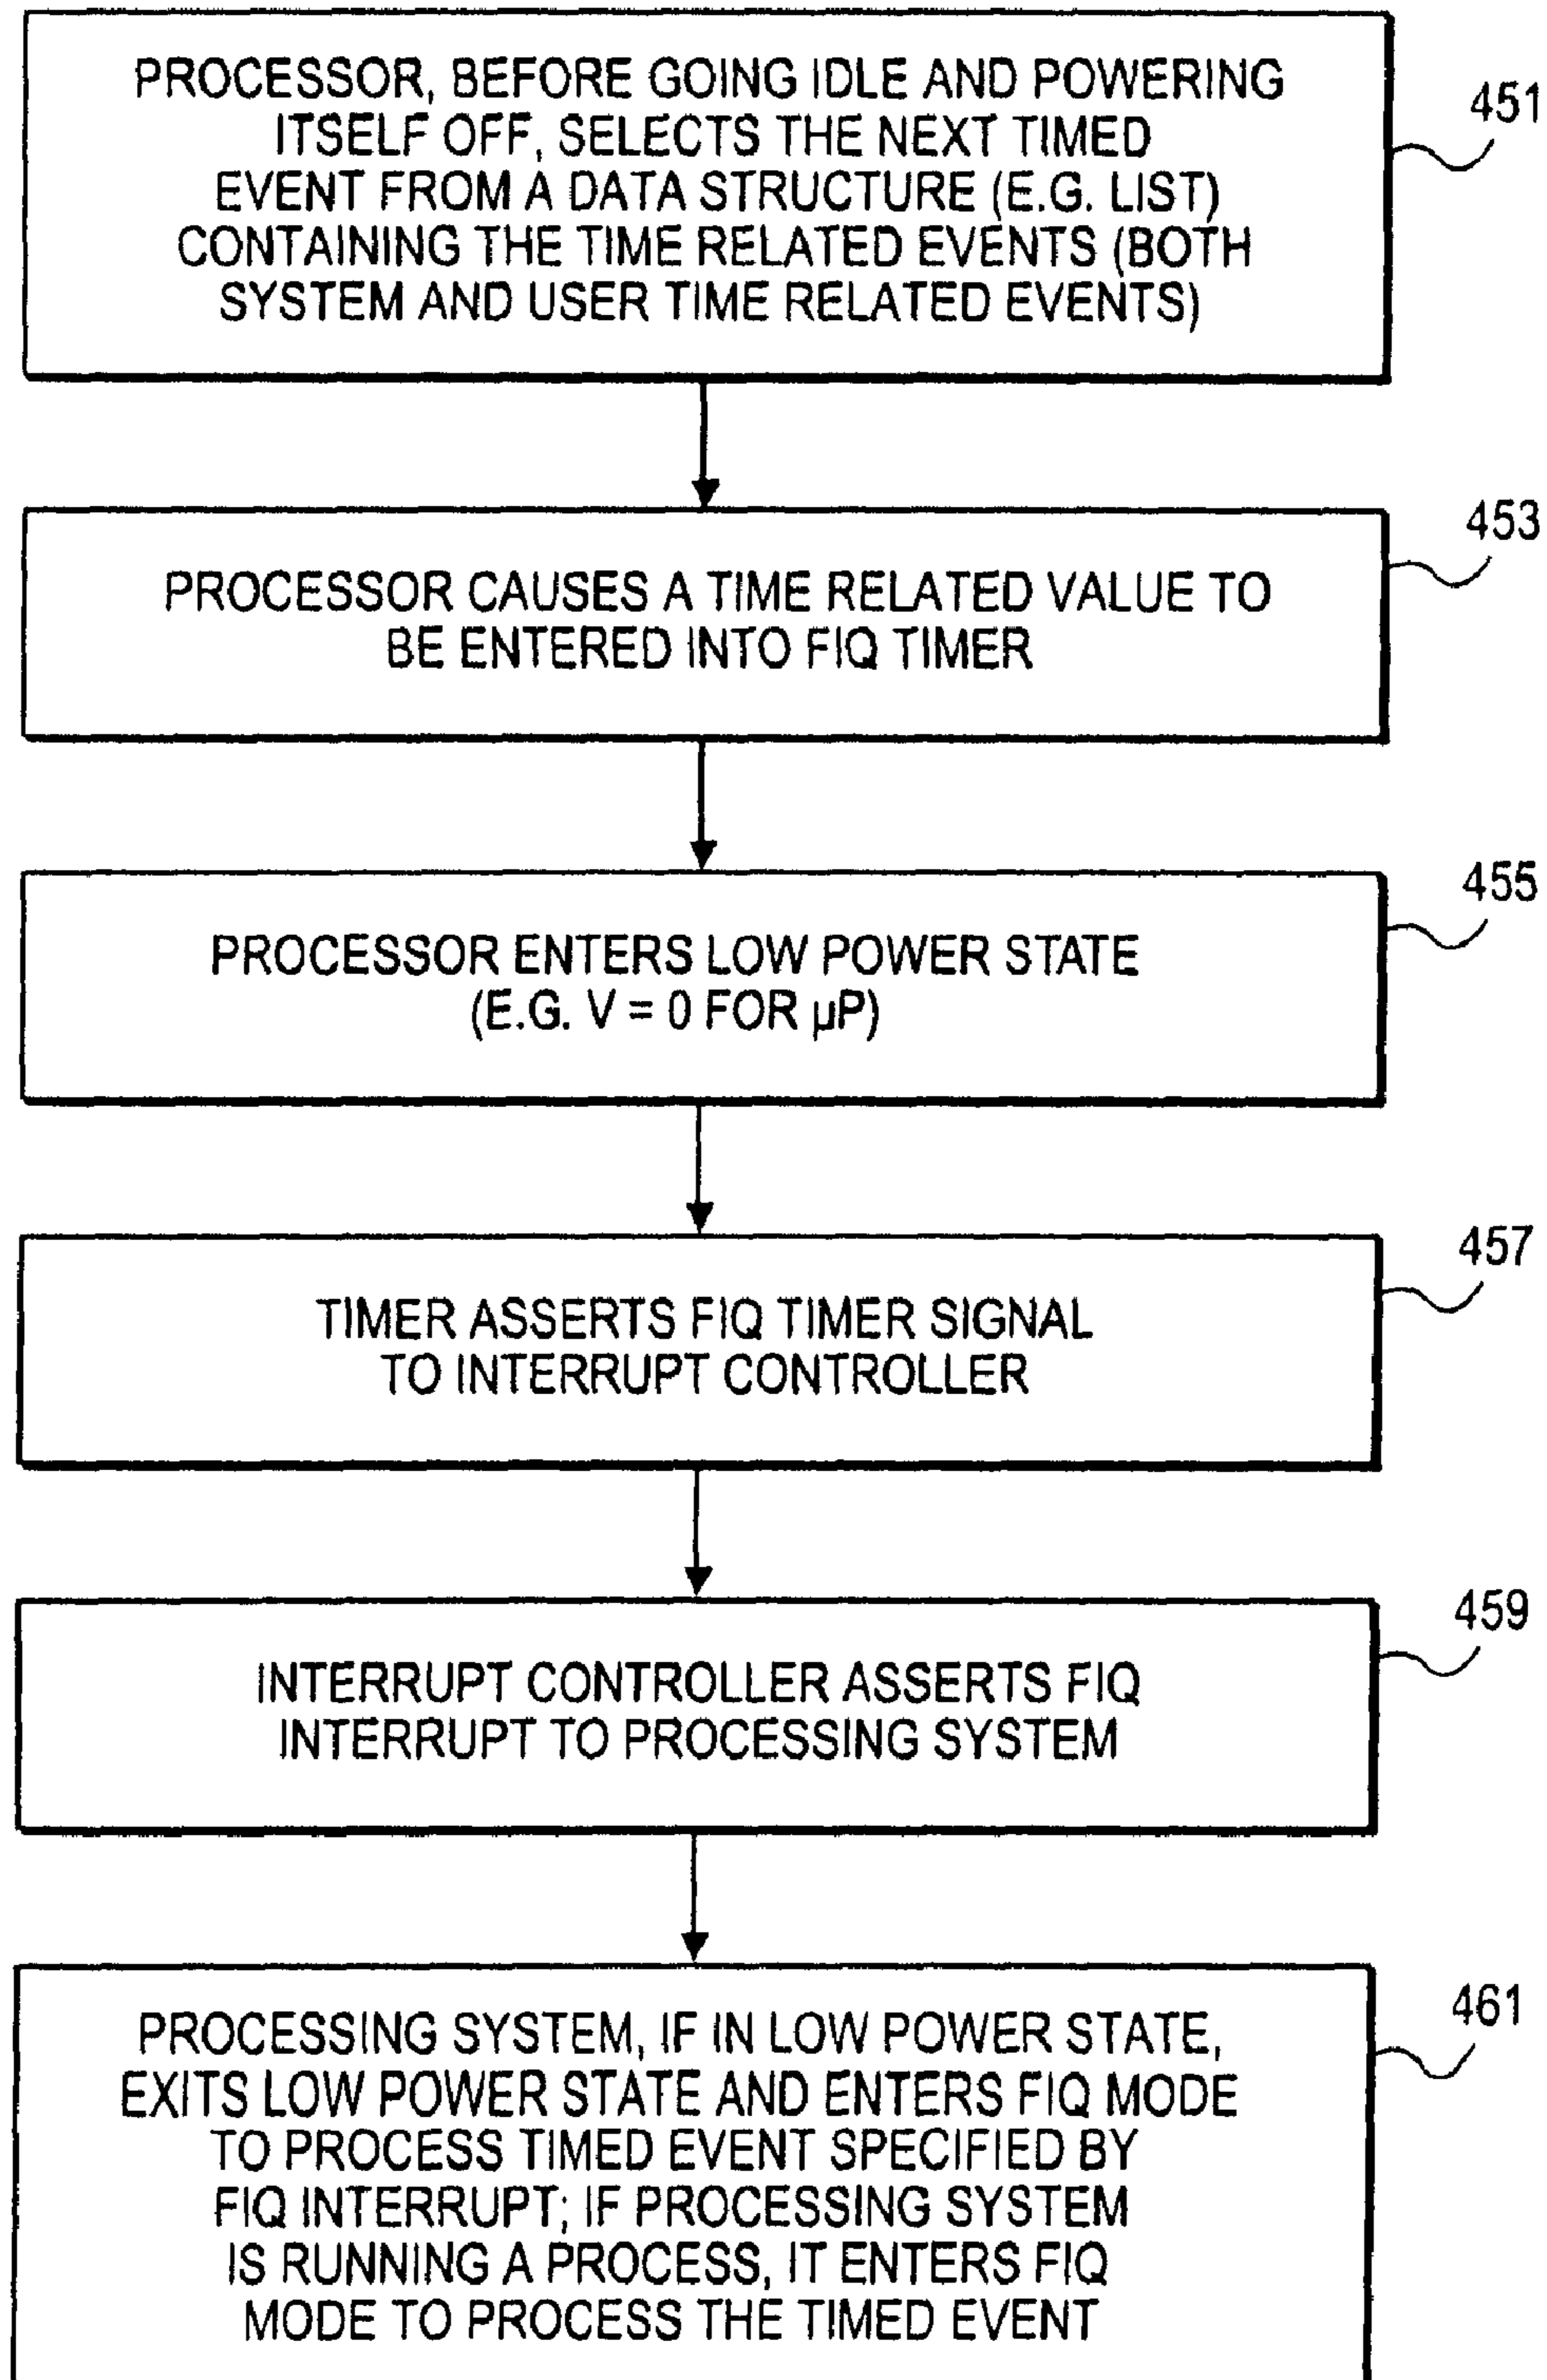 PROCESSOR, BEFORE GOING IDLE AND POWERING
ITSELF OFF, SELECTS THE NEXT TIMED
EVENT FROM A DATA STRUCTURE (E.G. LIST)
CONTAINING THE TIME RELATED EVENTS (BOTH
SYSTEM AND USER TIME RELATED EVENTS)
451
PROCESSOR CAUSES A TIME RELATED VALUE TO
BE ENTERED INTO FIQ TIMER
453
PROCESSOR ENTERS LOW POWER STATE
(E.G. V = 0 FOR µP)
455
TIMER ASSERTS FIQ TIMER SIGNAL
TO INTERRUPT CONTROLLER
457
INTERRUPT CONTROLLER ASSERTS FIQ
INTERRUPT TO PROCESSING SYSTEM
459
PROCESSING SYSTEM, IF IN LOW POWER STATE,
EXITS LOW POWER STATE AND ENTERS FIQ MODE
TO PROCESS TIMED EVENT SPECIFIED BY
FIQ INTERRUPT; IF PROCESSING SYSTEM
IS RUNNING A PROCESS, IT ENTERS FIQ
MODE TO PROCESS THE TIMED EVENT
461